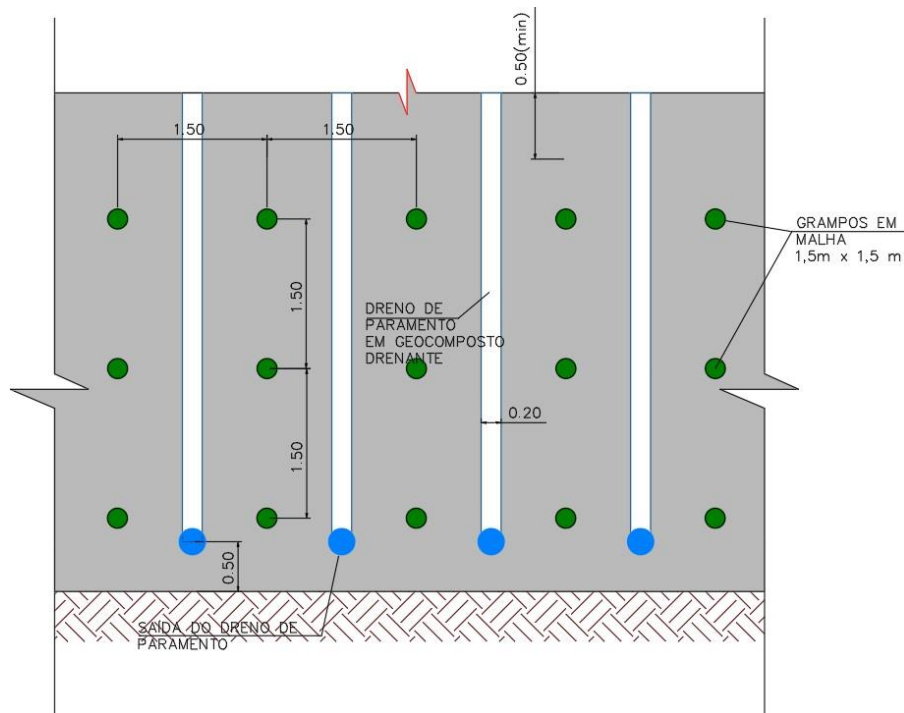 0.50(min)
1.50
1.50
GRAMPOS EM
MALHA
1,5m x 1,5 m
1.50
DRENO DE
PARAMENTO
EM GEOCOMPOSTO
DRENANTE
0.20
1.50
0.50
SAÍDA DO DRENO DE
PARAMENTO